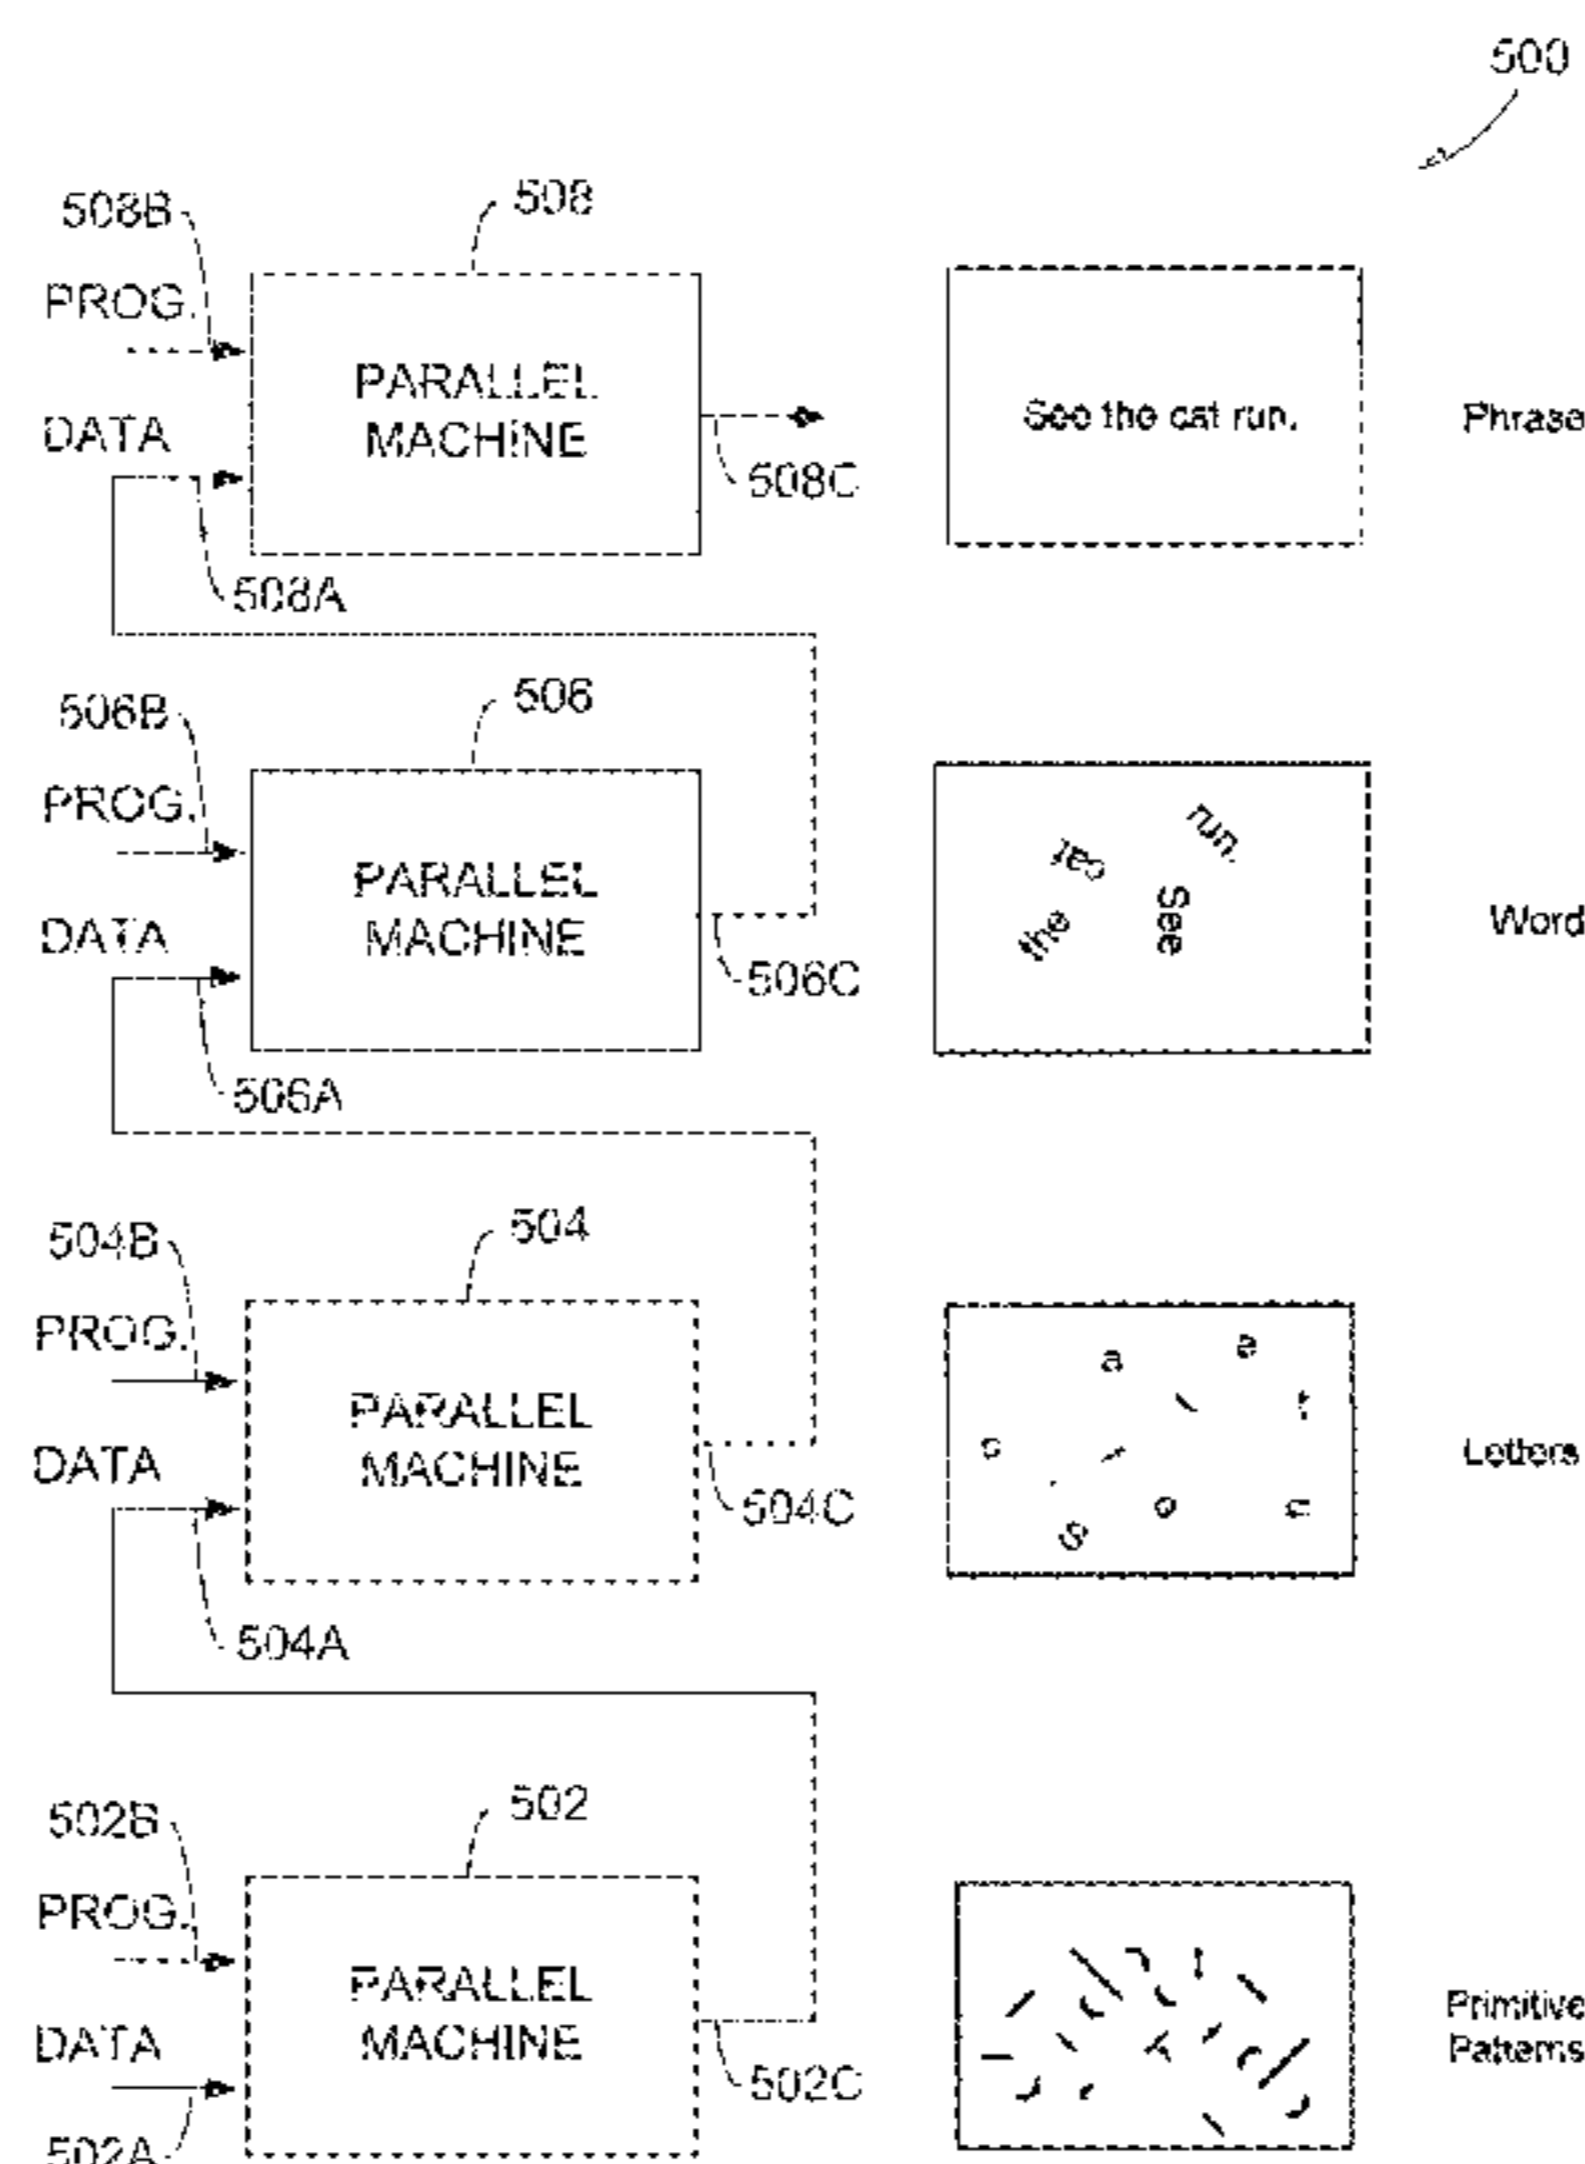 500
508B
508
PROG.
PARALLEL
MACHINE
See the cat run.
Phrase
DATA
508C
508A
506B
506
PROG.
run.
cat
PARALLEL
MACHINE
the
See
Word
DATA
506C
506A
504B
504
PROG.
a
e
t
PARALLEL
MACHINE
c
Letters
DATA
504C
S
504A
502B
502
PROG.
PARALLEL
MACHINE
Primitive
Patterns
DATA
502C
502A